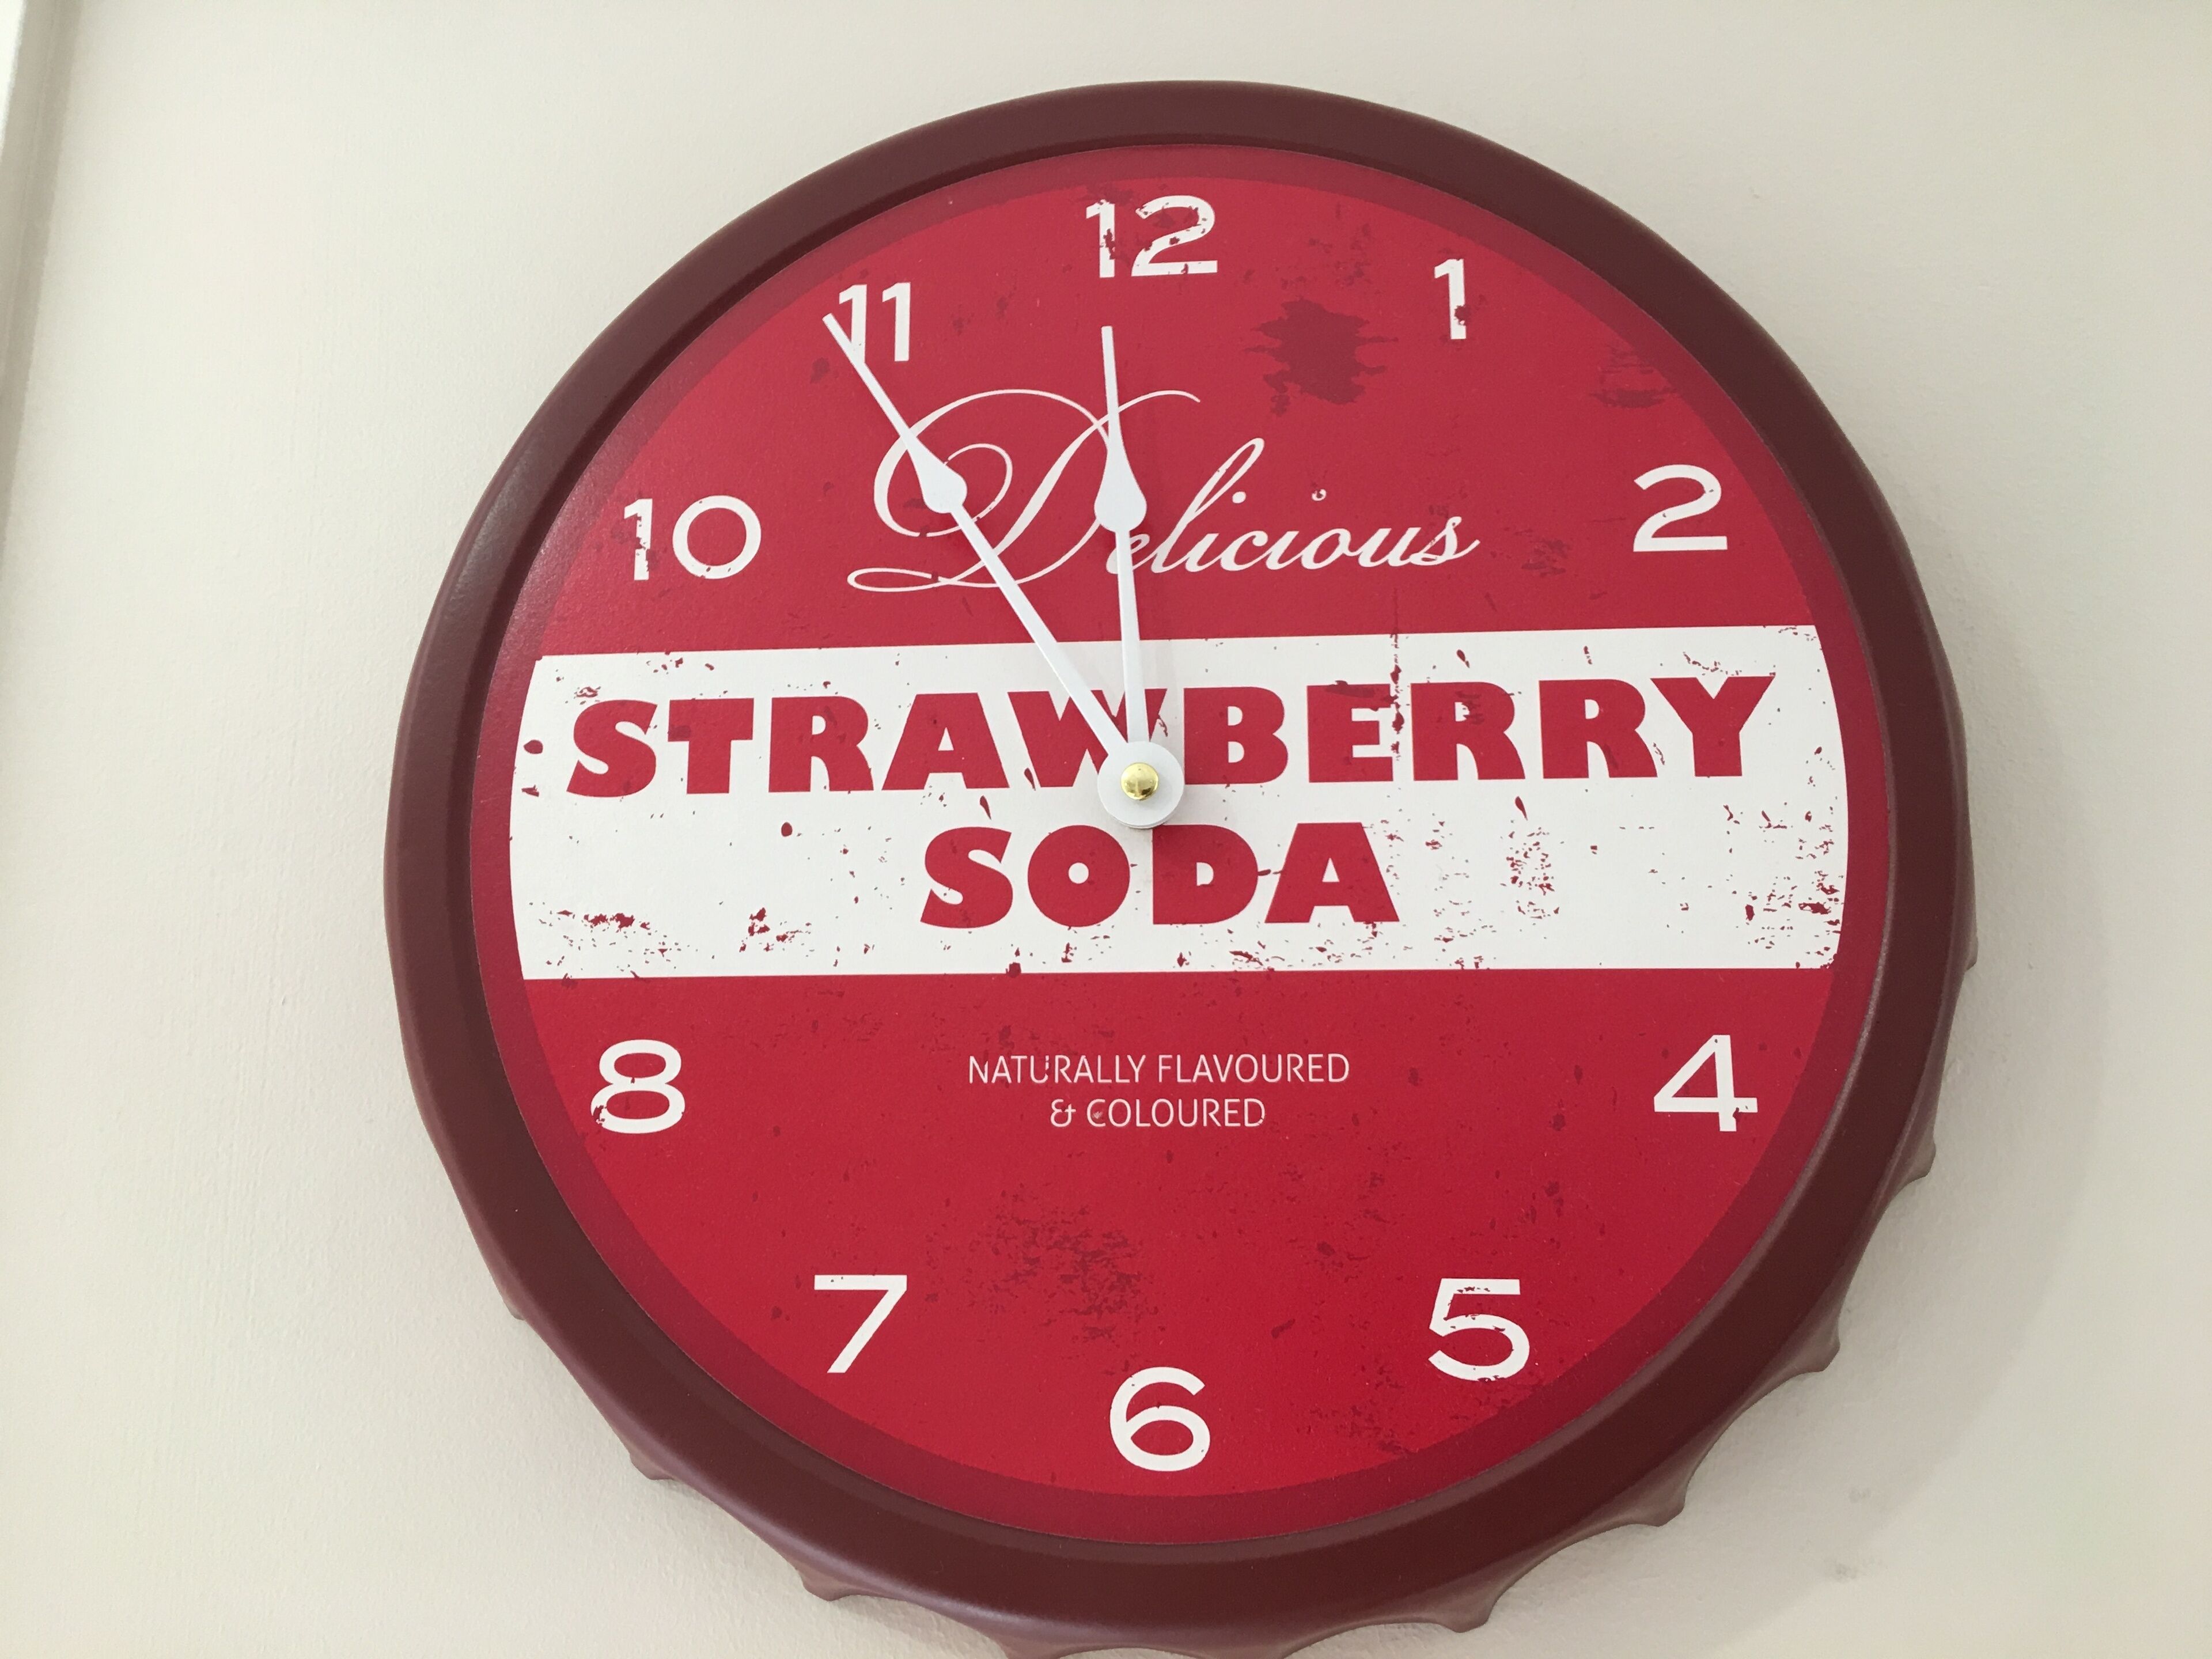 12
11 1
10 2
Delicious
STRAWBERRY
SODA
8 4
NATURALLY FLAVOURED
& COLOURED
7 5
6